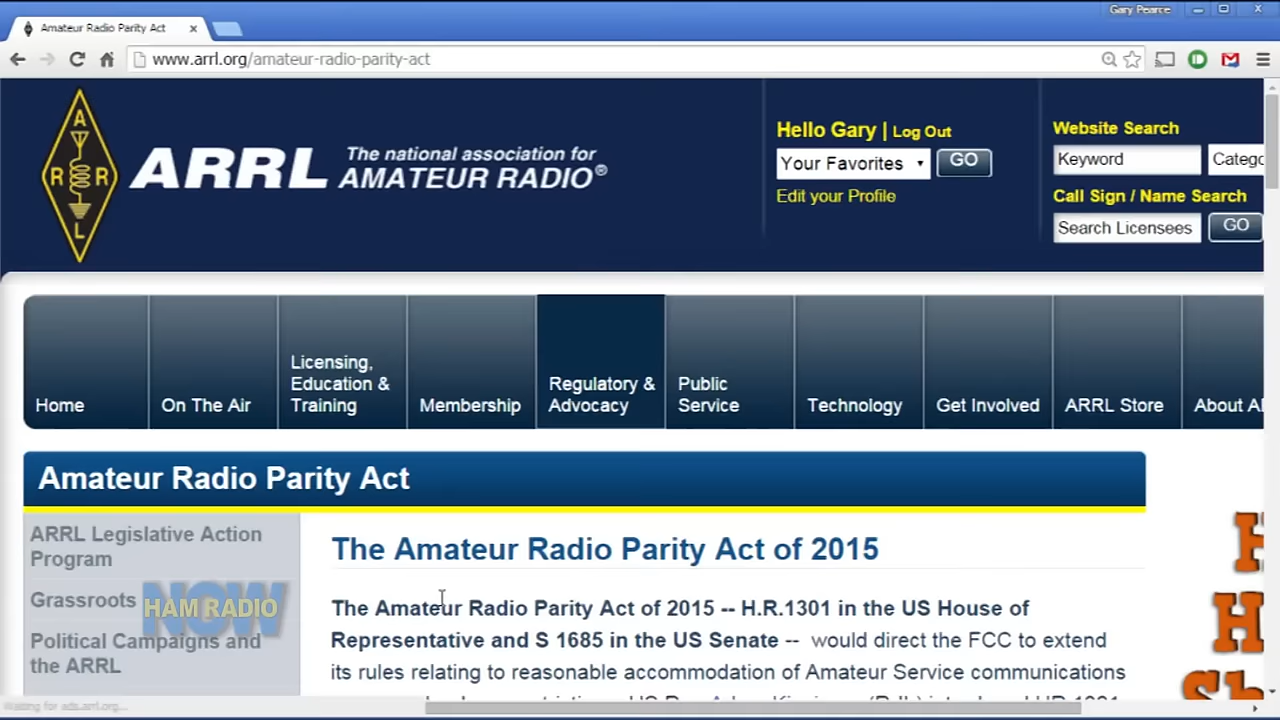 Gary Pearce
Amateur Radio Parity Act
www.arrl.org/amateur-radio-parity-act
A
R R
L
ARRL The national association for
AMATEUR RADIO®
Hello Gary | Log Out
Your Favorites GO
Edit your Profile
Website Search
Keyword Catego
Call Sign / Name Search
Search Licensees GO
Home
On The Air
Licensing,
Education &
Training
Membership
Regulatory &
Advocacy
Public
Service
Technology
Get Involved
ARRL Store
About A
Amateur Radio Parity Act
ARRL Legislative Action
Program
Grassroots
Political Campaigns and
the ARRL
NOW
HAM RADIO
The Amateur Radio Parity Act of 2015
The Amateur Radio Parity Act of 2015 -- H.R.1301 in the US House of
Representative and S 1685 in the US Senate -- would direct the FCC to extend
its rules relating to reasonable accommodation of Amateur Service communications
H
H
Sh
Waiting for ads.arrl.org...